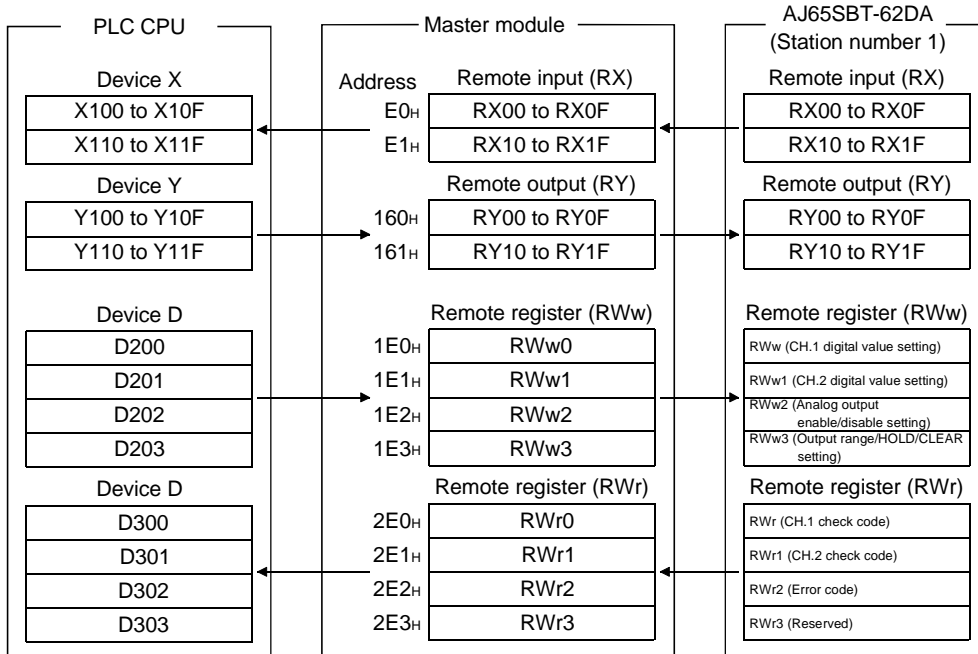 PLC CPU
Master module
AJ65SBT-62DA
(Station number 1)
Device X
Address
Remote input (RX)
Remote input (RX)
X100 to X10F
E0H
RX00 to RX0F
RX00 to RX0F
X110 to X11F
E1H
RX10 to RX1F
RX10 to RX1F
Device Y
Remote output (RY)
Remote output (RY)
Y100 to Y10F
160H
RY00 to RY0F
RY00 to RY0F
Y110 to Y11F
161H
RY10 to RY1F
RY10 to RY1F
Device D
Remote register (RWw)
Remote register (RWw)
D200
1E0H
RWw0
RWw (CH.1 digital value setting)
D201
1E1H
RWw1
RWw1 (CH.2 digital value setting)
D202
1E2H
RWw2
RWw2 (Analog output
enable/disable setting)
D203
1E3H
RWw3
RWw3 (Output range/HOLD/CLEAR
setting)
Device D
Remote register (RWr)
Remote register (RWr)
D300
2E0H
RWr0
RWr (CH.1 check code)
D301
2E1H
RWr1
RWr1 (CH.2 check code)
D302
2E2H
RWr2
RWr2 (Error code)
D303
2E3H
RWr3
RWr3 (Reserved)